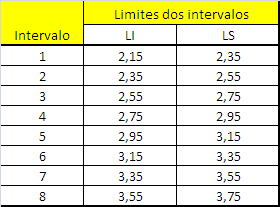 Limites dos intervalos
Intervalo LI LS
1 2,15 2,35
2 2,35 2,55
3 2,55 2,75
4 2,75 2,95
5 2,95 3,15
6 3,15 3,35
7 3,35 3,55
8 3,55 3,75